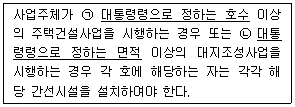 사업주체가 ㉠ 대통령령으로 정하는 호수 이상
의 주택건설사업을 시행하는 경우 또는 ㉡ 대통
령령으로 정하는 면적 이상의 대지조성사업을
시행하는 경우 각 호에 해당하는 자는 각각 해
당 간선시설을 설치하여야 한다.